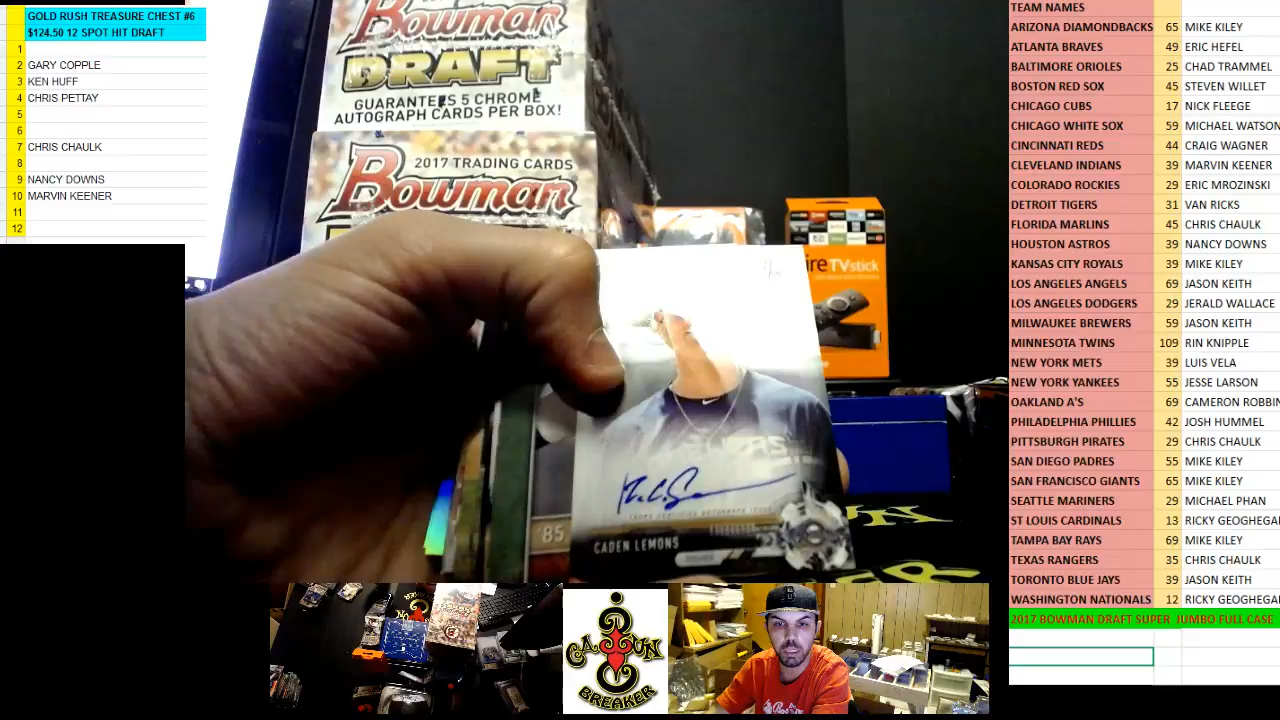 GOLD RUSH TREASURE CHEST #6
$124.50 12 SPOT HIT DRAFT
1
2 GARY COPPLE
3 KEN HUFF
4 CHRIS PETTAY
5
6
7 CHRIS CHAULK
8
9 NANCY DOWNS
10 MARVIN KEENER
11
12
Bowman
DRAFT
GUARANTEES 5 CHROME
AUTOGRAPH CARDS PER BOX!
2017 TRADING CARDS
Bowman
ire TV stick
'85
CADEN LEMONS
CAJUN
BREAKER
TEAM NAMES
ARIZONA DIAMONDBACKS 65 MIKE KILEY
ATLANTA BRAVES 49 ERIC HEFEL
BALTIMORE ORIOLES 25 CHAD TRAMMEL
BOSTON RED SOX 45 STEVEN WILLET
CHICAGO CUBS 17 NICK FLEEGE
CHICAGO WHITE SOX 59 MICHAEL WATSON
CINCINNATI REDS 44 CRAIG WAGNER
CLEVELAND INDIANS 39 MARVIN KEENER
COLORADO ROCKIES 29 ERIC MROZINSKI
DETROIT TIGERS 31 VAN RICKS
FLORIDA MARLINS 45 CHRIS CHAULK
HOUSTON ASTROS 39 NANCY DOWNS
KANSAS CITY ROYALS 39 MIKE KILEY
LOS ANGELES ANGELS 69 JASON KEITH
LOS ANGELES DODGERS 29 JERALD WALLACE
MILWAUKEE BREWERS 59 JASON KEITH
MINNESOTA TWINS 109 RIN KNIPPLE
NEW YORK METS 39 LUIS VELA
NEW YORK YANKEES 55 JESSE LARSON
OAKLAND A'S 69 CAMERON ROBBIN
PHILADELPHIA PHILLIES 42 JOSH HUMMEL
PITTSBURGH PIRATES 29 CHRIS CHAULK
SAN DIEGO PADRES 55 MIKE KILEY
SAN FRANCISCO GIANTS 65 MIKE KILEY
SEATTLE MARINERS 29 MICHAEL PHAN
ST LOUIS CARDINALS 13 RICKY GEOGHEGA
TAMPA BAY RAYS 69 MIKE KILEY
TEXAS RANGERS 35 CHRIS CHAULK
TORONTO BLUE JAYS 39 JASON KEITH
WASHINGTON NATIONALS 12 RICKY GEOGHEGA
2017 BOWMAN DRAFT SUPER JUMBO FULL CASE